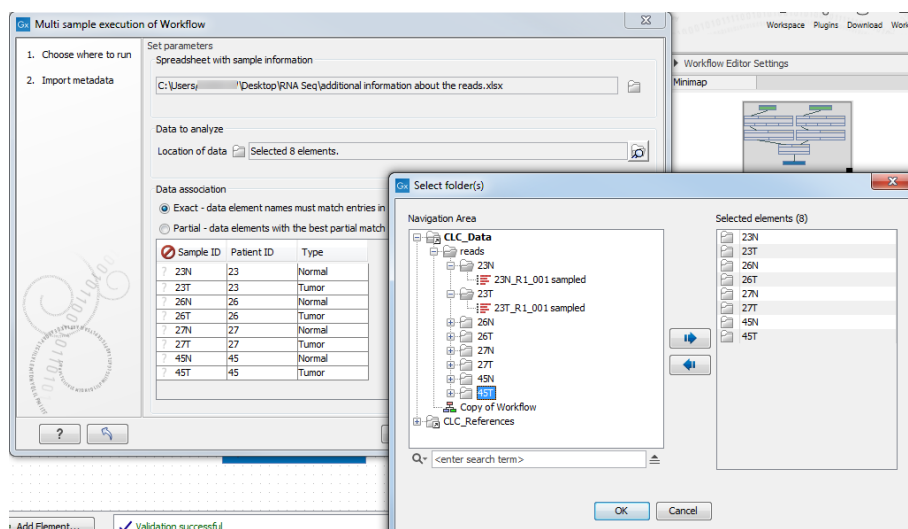 Multi sample execution of Workflow
1. Choose where to run
2. Import metadata
Set parameters
Spreadsheet with sample information
C:\Users\ \Desktop\RNA Seq\additional information about the reads.xlsx
Data to analyze
Location of data Selected 8 elements.
Data association
Exact - data element names must match entries in
Partial - data elements with the best partial match
Sample ID Patient ID Type
? 23N 23 Normal
? 23T 23 Tumor
? 26N 26 Normal
? 26T 26 Tumor
? 27N 27 Normal
? 27T 27 Tumor
? 45N 45 Normal
? 45T 45 Tumor
?
Workspace Plugins Download
Workflow Editor Settings
Minimap
Gx Select folder(s)
Navigation Area
CLC_Data
reads
23N
23N_R1_001 sampled
23T
23T_R1_001 sampled
26N
26T
27N
27T
45N
45T
Copy of Workflow
CLC_References
<enter search term>
Selected elements (8)
23N
23T
26N
26T
27N
27T
45N
45T
OK Cancel
Add Element...
Validation successful